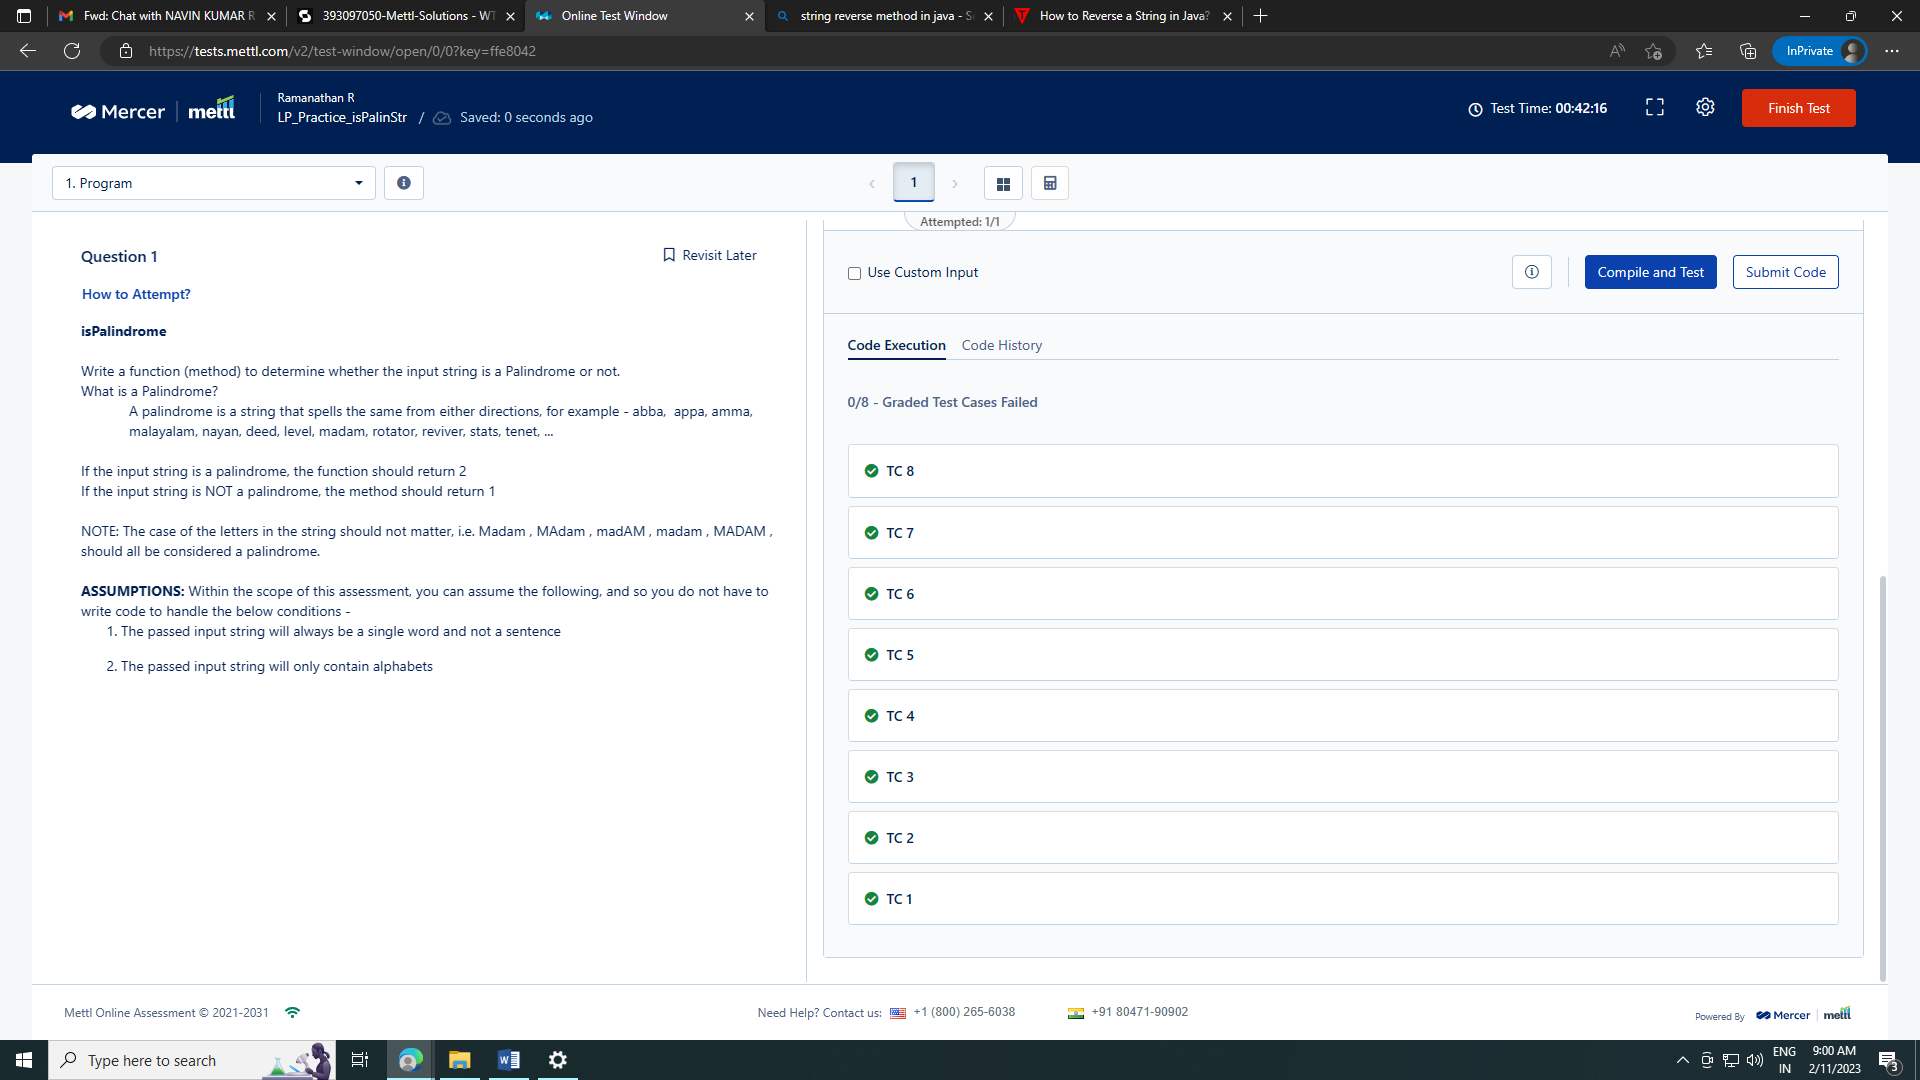 Fwd: Chat with NAVIN KUMAR R
393097050-Mettl-Solutions - WT
Online Test Window
string reverse method in java - Se
How to Reverse a String in Java?
https://tests.mettl.com/v2/test-window/open/0/0?key=ffe8042
InPrivate
Mercer | mettl
Ramanathan R
LP_Practice_isPalinStr / Saved: 0 seconds ago
Test Time: 00:42:16
Finish Test
1. Program
1
Attempted: 1/1
Question 1
Revisit Later
How to Attempt?
isPalindrome
Write a function (method) to determine whether the input string is a Palindrome or not.
What is a Palindrome?
A palindrome is a string that spells the same from either directions, for example - abba, appa, amma,
malayalam, nayan, deed, level, madam, rotator, reviver, stats, tenet, ...
If the input string is a palindrome, the function should return 2
If the input string is NOT a palindrome, the method should return 1
NOTE: The case of the letters in the string should not matter, i.e. Madam , MAdam , madAM , madam , MADAM ,
should all be considered a palindrome.
ASSUMPTIONS: Within the scope of this assessment, you can assume the following, and so you do not have to
write code to handle the below conditions -
1. The passed input string will always be a single word and not a sentence
2. The passed input string will only contain alphabets
Use Custom Input
Compile and Test
Submit Code
Code Execution
Code History
0/8 - Graded Test Cases Failed
TC 8
TC 7
TC 6
TC 5
TC 4
TC 3
TC 2
TC 1
Mettl Online Assessment © 2021-2031
Need Help? Contact us: +1 (800) 265-6038
+91 80471-90902
Powered By Mercer | mettl
Type here to search
ENG
IN
9:00 AM
2/11/2023
3